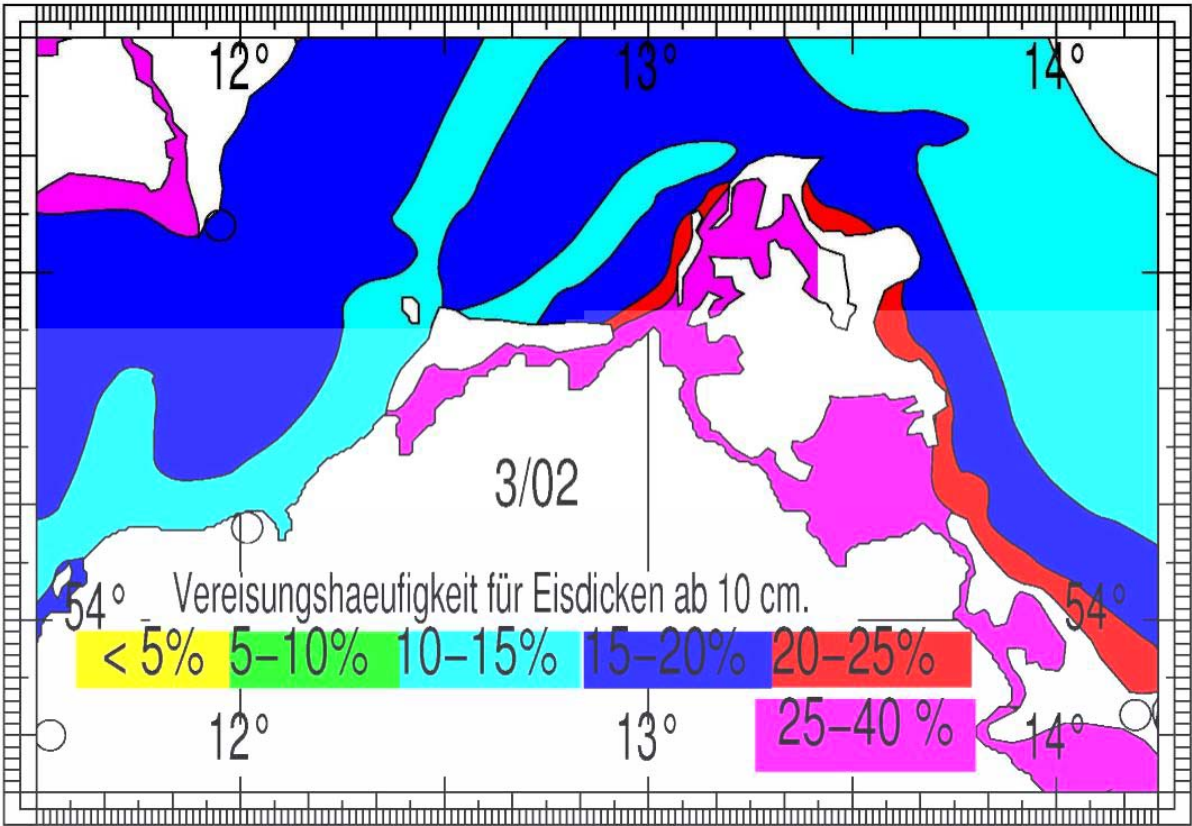 12° 13° 14°
3/02
Vereisungshaeufigkeit für Eisdicken ab 10 cm.
54° 54°
< 5% 5–10% 10–15% 15–20% 20–25%
25–40 %
12° 13° 14°